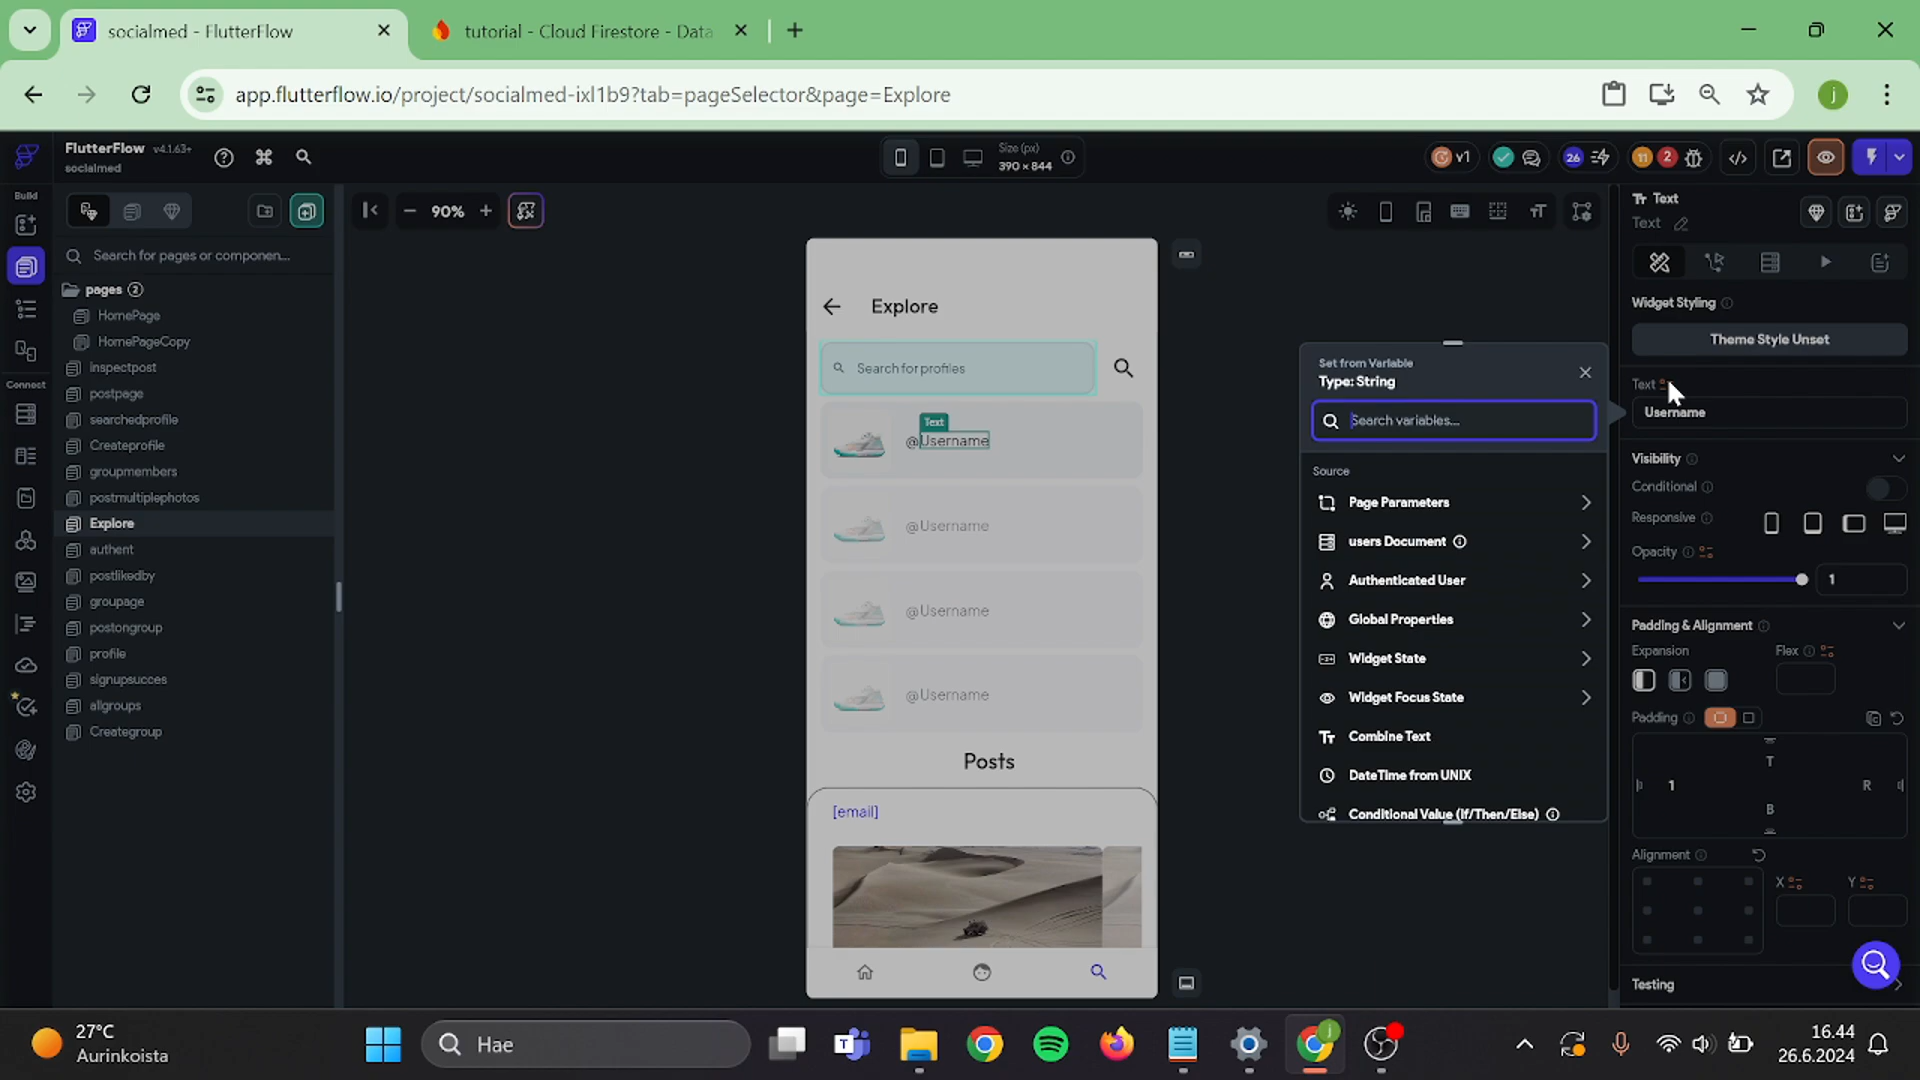 socialmed - FlutterFlow
tutorial - Cloud Firestore - Data
app.flutterflow.io/project/socialmed-ixl1b9?tab=pageSelector&page=Explore
j
FlutterFlow v4.1.63+
socialmed
Size (px)
390 × 844
v1
26
11
2
Build
Connect
Search for pages or componen...
pages 2
HomePage
HomePageCopy
inspectpost
postpage
searchedprofile
Createprofile
groupmembers
postmultiplephotos
Explore
authent
postlikedby
groupage
postongroup
profile
signupsucces
allgroups
Creategroup
90%
Explore
Search for profiles
Text
@Username
@Username
@Username
@Username
Posts
[email]
Set from Variable
Type: String
Search variables...
Source
Page Parameters
users Document
Authenticated User
Global Properties
Widget State
Widget Focus State
Combine Text
DateTime from UNIX
Conditional Value (If/Then/Else)
Text
Text
Widget Styling
Theme Style Unset
Text
Username
Visibility
Conditional
Responsive
Opacity
1
Padding & Alignment
Expansion
Flex
Padding
T
1
R
B
Alignment
X
Y
Testing
27°C
Aurinkoista
Hae
16.44
26.6.2024